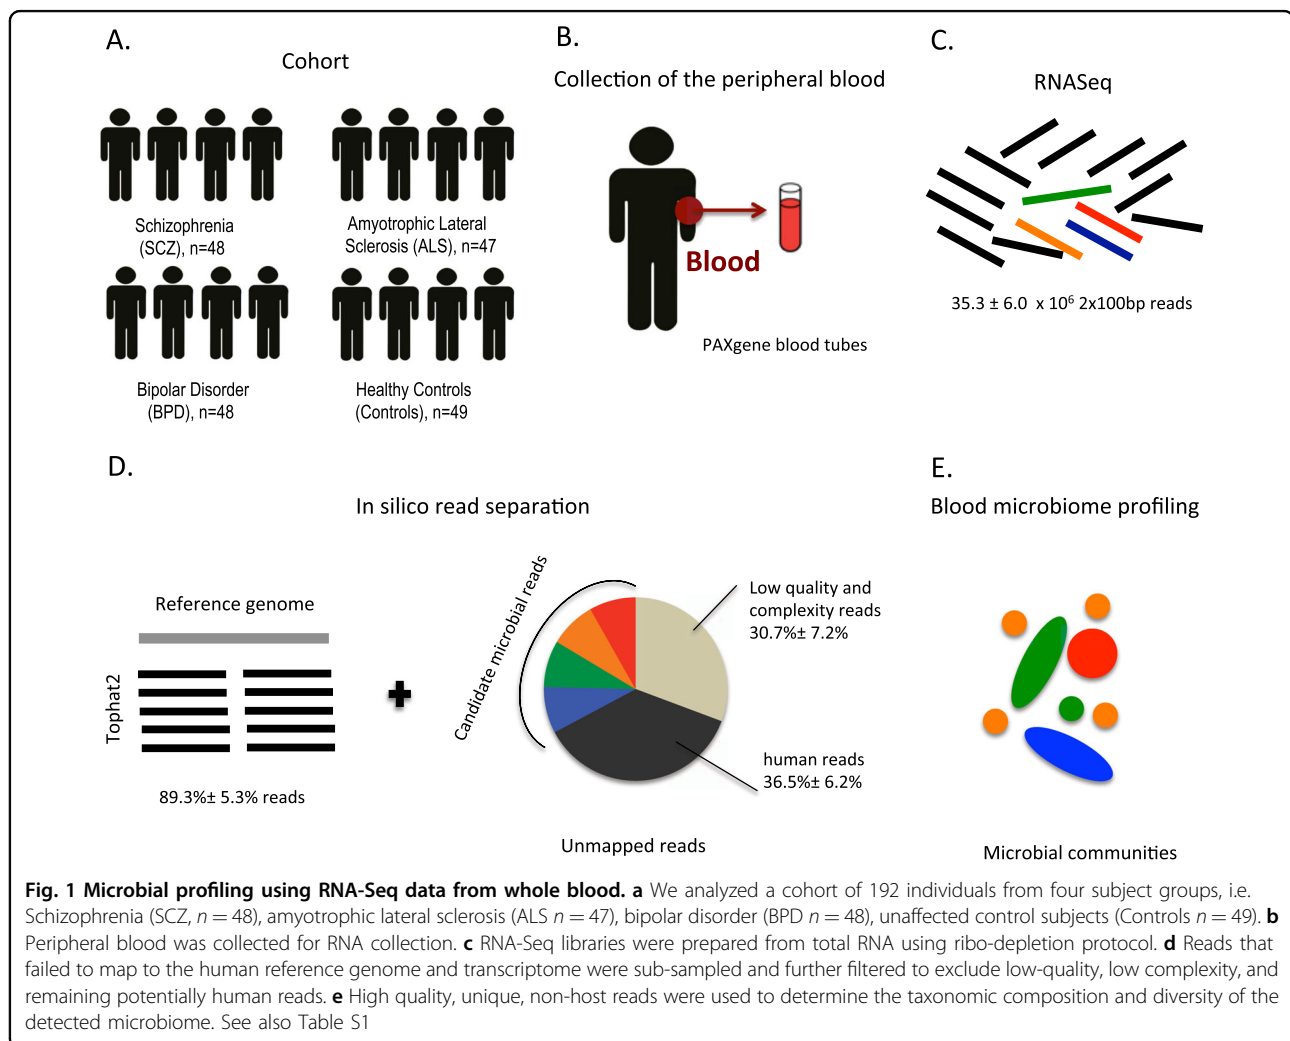 A.
Cohort
Schizophrenia
(SCZ), n=48
Amyotrophic Lateral
Sclerosis (ALS), n=47
Bipolar Disorder
(BPD), n=48
Healthy Controls
(Controls), n=49
B.
Collection of the peripheral blood
Blood
PAXgene blood tubes
C.
RNASeq
35.3 ± 6.0 x 10⁶ 2x100bp reads
D.
In silico read separation
Reference genome
Tophat2
89.3%± 5.3% reads
Candidate microbial reads
Low quality and
complexity reads
30.7%± 7.2%
human reads
36.5%± 6.2%
Unmapped reads
E.
Blood microbiome profiling
Microbial communities
Fig. 1 Microbial profiling using RNA-Seq data from whole blood. a We analyzed a cohort of 192 individuals from four subject groups, i.e.
Schizophrenia (SCZ, n = 48), amyotrophic lateral sclerosis (ALS n = 47), bipolar disorder (BPD n = 48), unaffected control subjects (Controls n = 49). b
Peripheral blood was collected for RNA collection. c RNA-Seq libraries were prepared from total RNA using ribo-depletion protocol. d Reads that
failed to map to the human reference genome and transcriptome were sub-sampled and further filtered to exclude low-quality, low complexity, and
remaining potentially human reads. e High quality, unique, non-host reads were used to determine the taxonomic composition and diversity of the
detected microbiome. See also Table S1